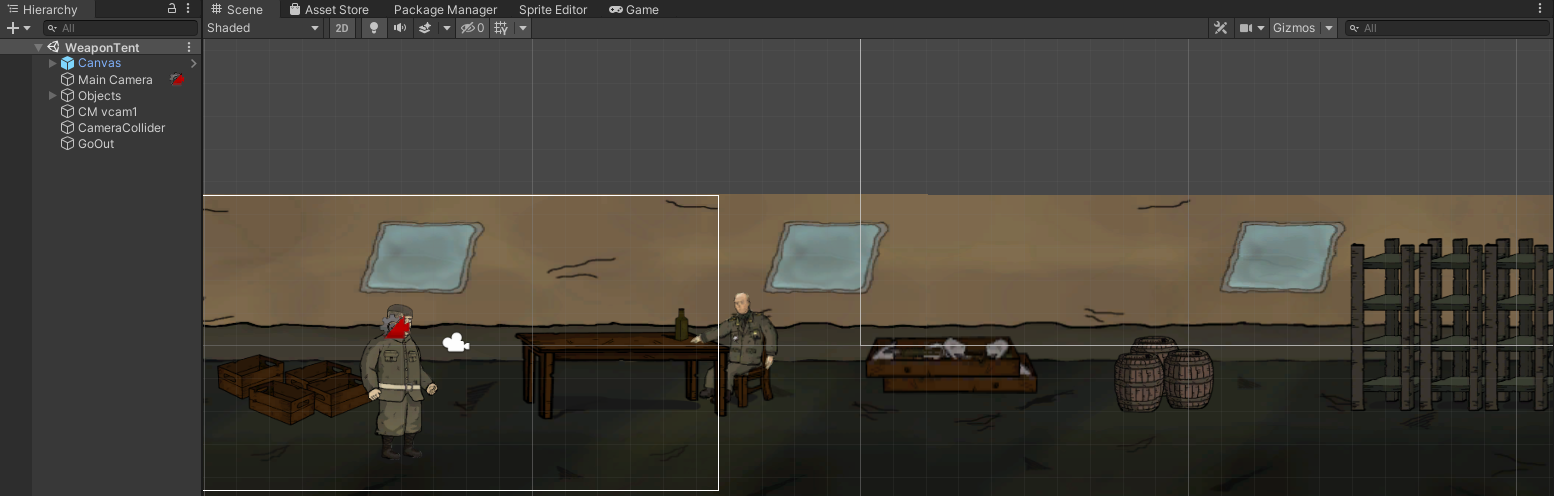 Hierarchy
Scene Asset Store Package Manager Sprite Editor Game
All
Shaded 2D 0 Gizmos All
WeaponTent
Canvas
Main Camera
Objects
CM vcam1
CameraCollider
GoOut